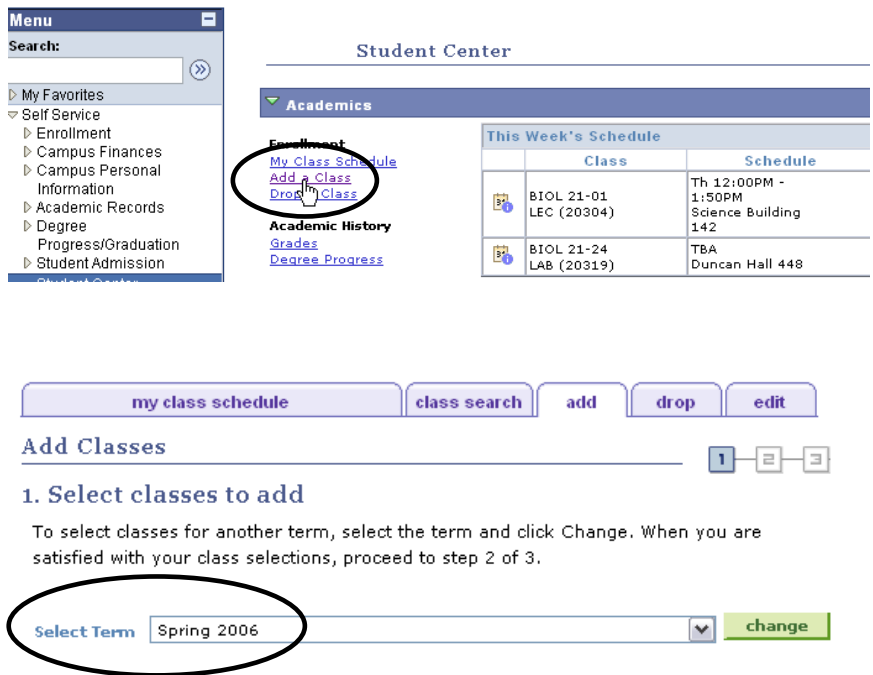 Menu
Search:
My Favorites
Self Service
Enrollment
Campus Finances
Campus Personal
Information
Academic Records
Degree
Progress/Graduation
Student Admission
Student Center
Student Center
Academics
Enrollment
My Class Schedule
Add a Class
Drop a Class
Academic History
Grades
Degree Progress
This Week's Schedule
Class Schedule
BIOL 21-01
LEC (20304)
Th 12:00PM -
1:50PM
Science Building
142
BIOL 21-24
LAB (20319)
TBA
Duncan Hall 448
my class schedule class search add drop edit
Add Classes
1 2 3
1. Select classes to add
To select classes for another term, select the term and click Change. When you are
satisfied with your class selections, proceed to step 2 of 3.
Select Term Spring 2006 change